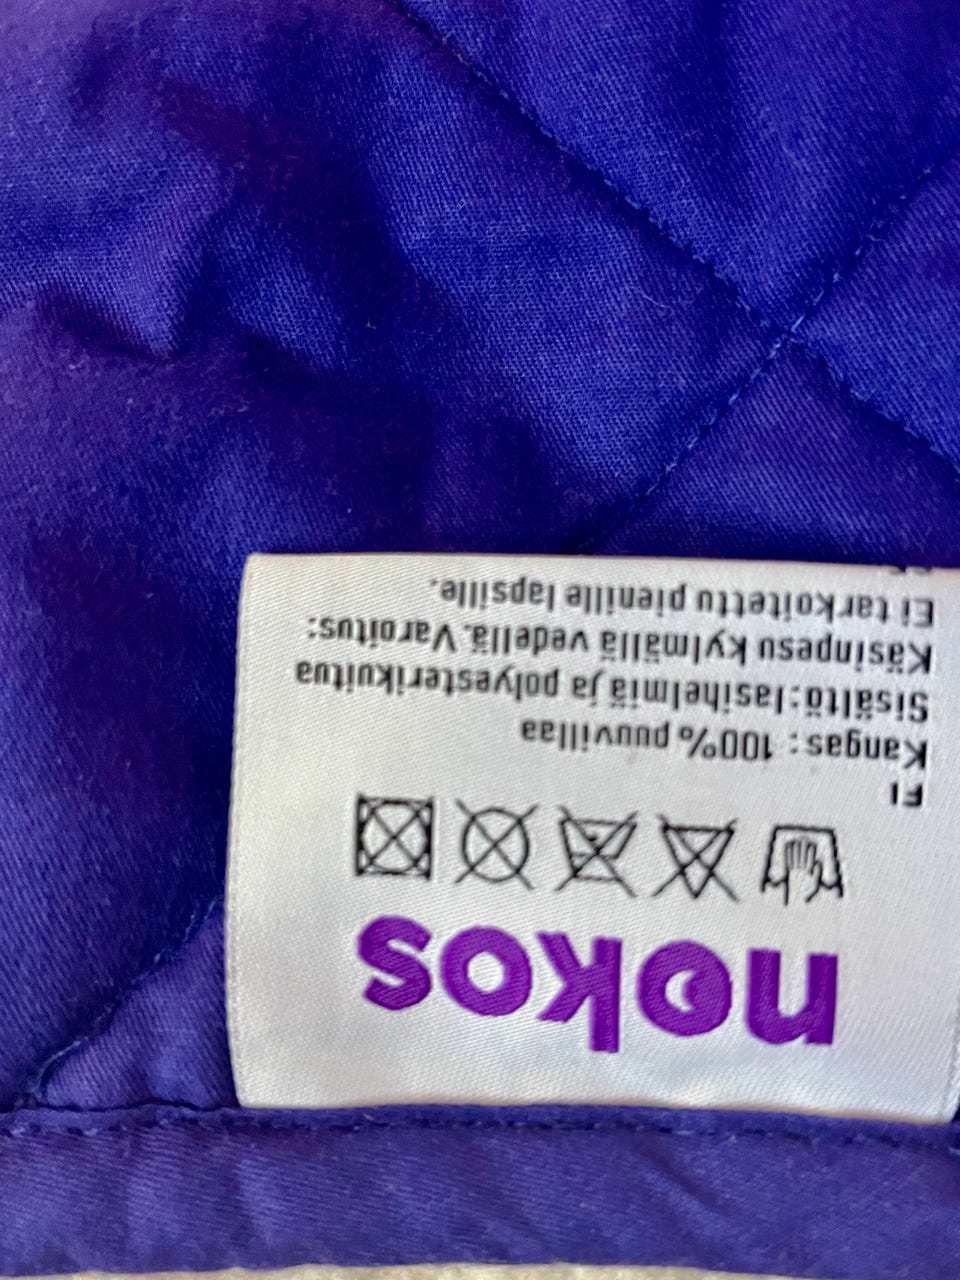 nokos
FI
Kangas: 100% puuvillaa
Sisältö: lasihelmiä ja polyesterikuitua
Käsinpesu kylmällä vedellä. Varoitus:
Ei tarkoitettu pienille lapsille.